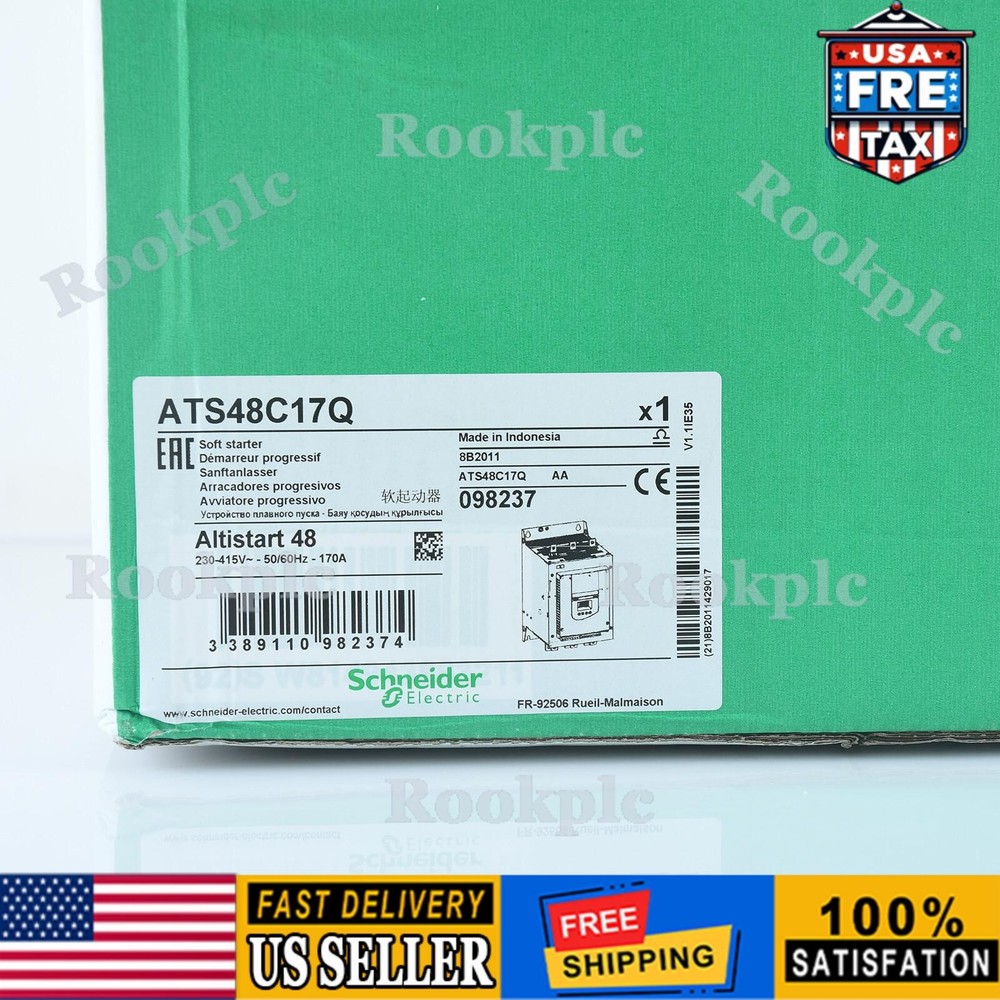 USA
FRE
TAX
Rookplc
Rookplc
Rookplc
ATS48C17Q
x1
EAC
Soft starter
Démarreur progressif
Sanftanlasser
Arracadores progresivos
Avviatore progressivo
软起动器
Устройство плавного пуска - Баяу қосудың құрылғысы
Made in Indonesia
8B2011
ATS48C17Q AA
098237
CE
V1.1IE35
Altistart 48
230-415V~ - 50/60Hz - 170A
3 389110 982374
(21)8B2011429017
Rookplc
Rookplc
Schneider
Electric
www.schneider-electric.com/contact
FR-92506 Rueil-Malmaison
Rookplc
FAST DELIVERY
US SELLER
FREE
SHIPPING
100%
SATISFATION